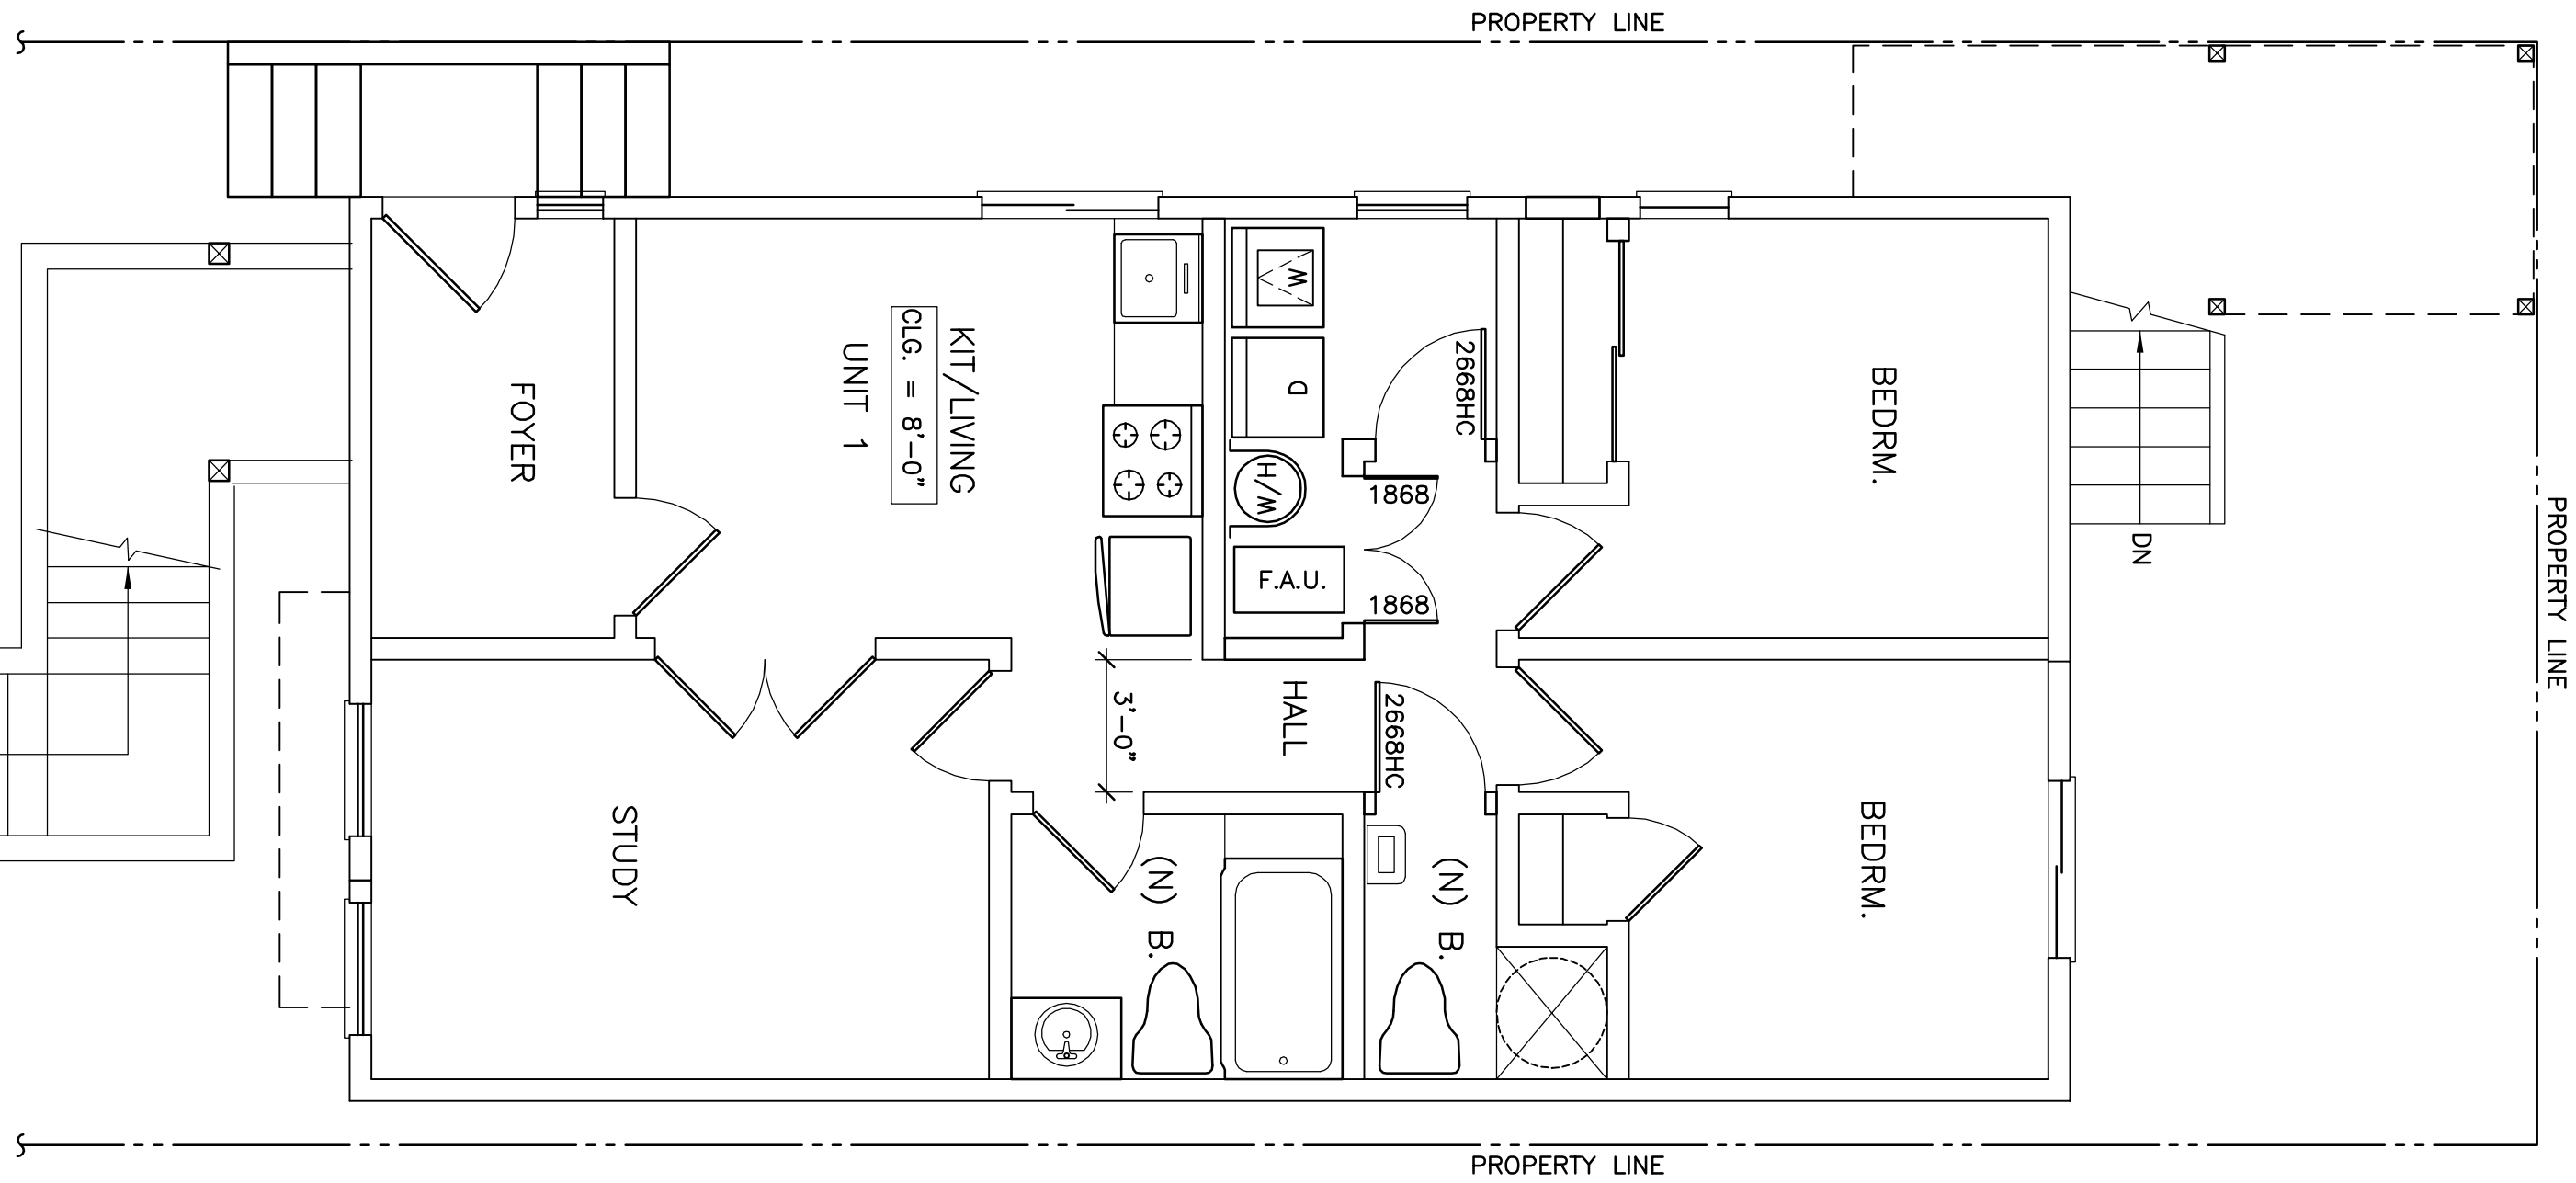 PROPERTY LINE
KIT/LIVING
CLG. = 8'-0"
UNIT 1
FOYER
W
D
H/W
F.A.U.
2668HC
1868
1868
BEDRM.
DN
PROPERTY LINE
HALL
3'-0"
2668HC
STUDY
(N) B.
(N) B.
BEDRM.
PROPERTY LINE